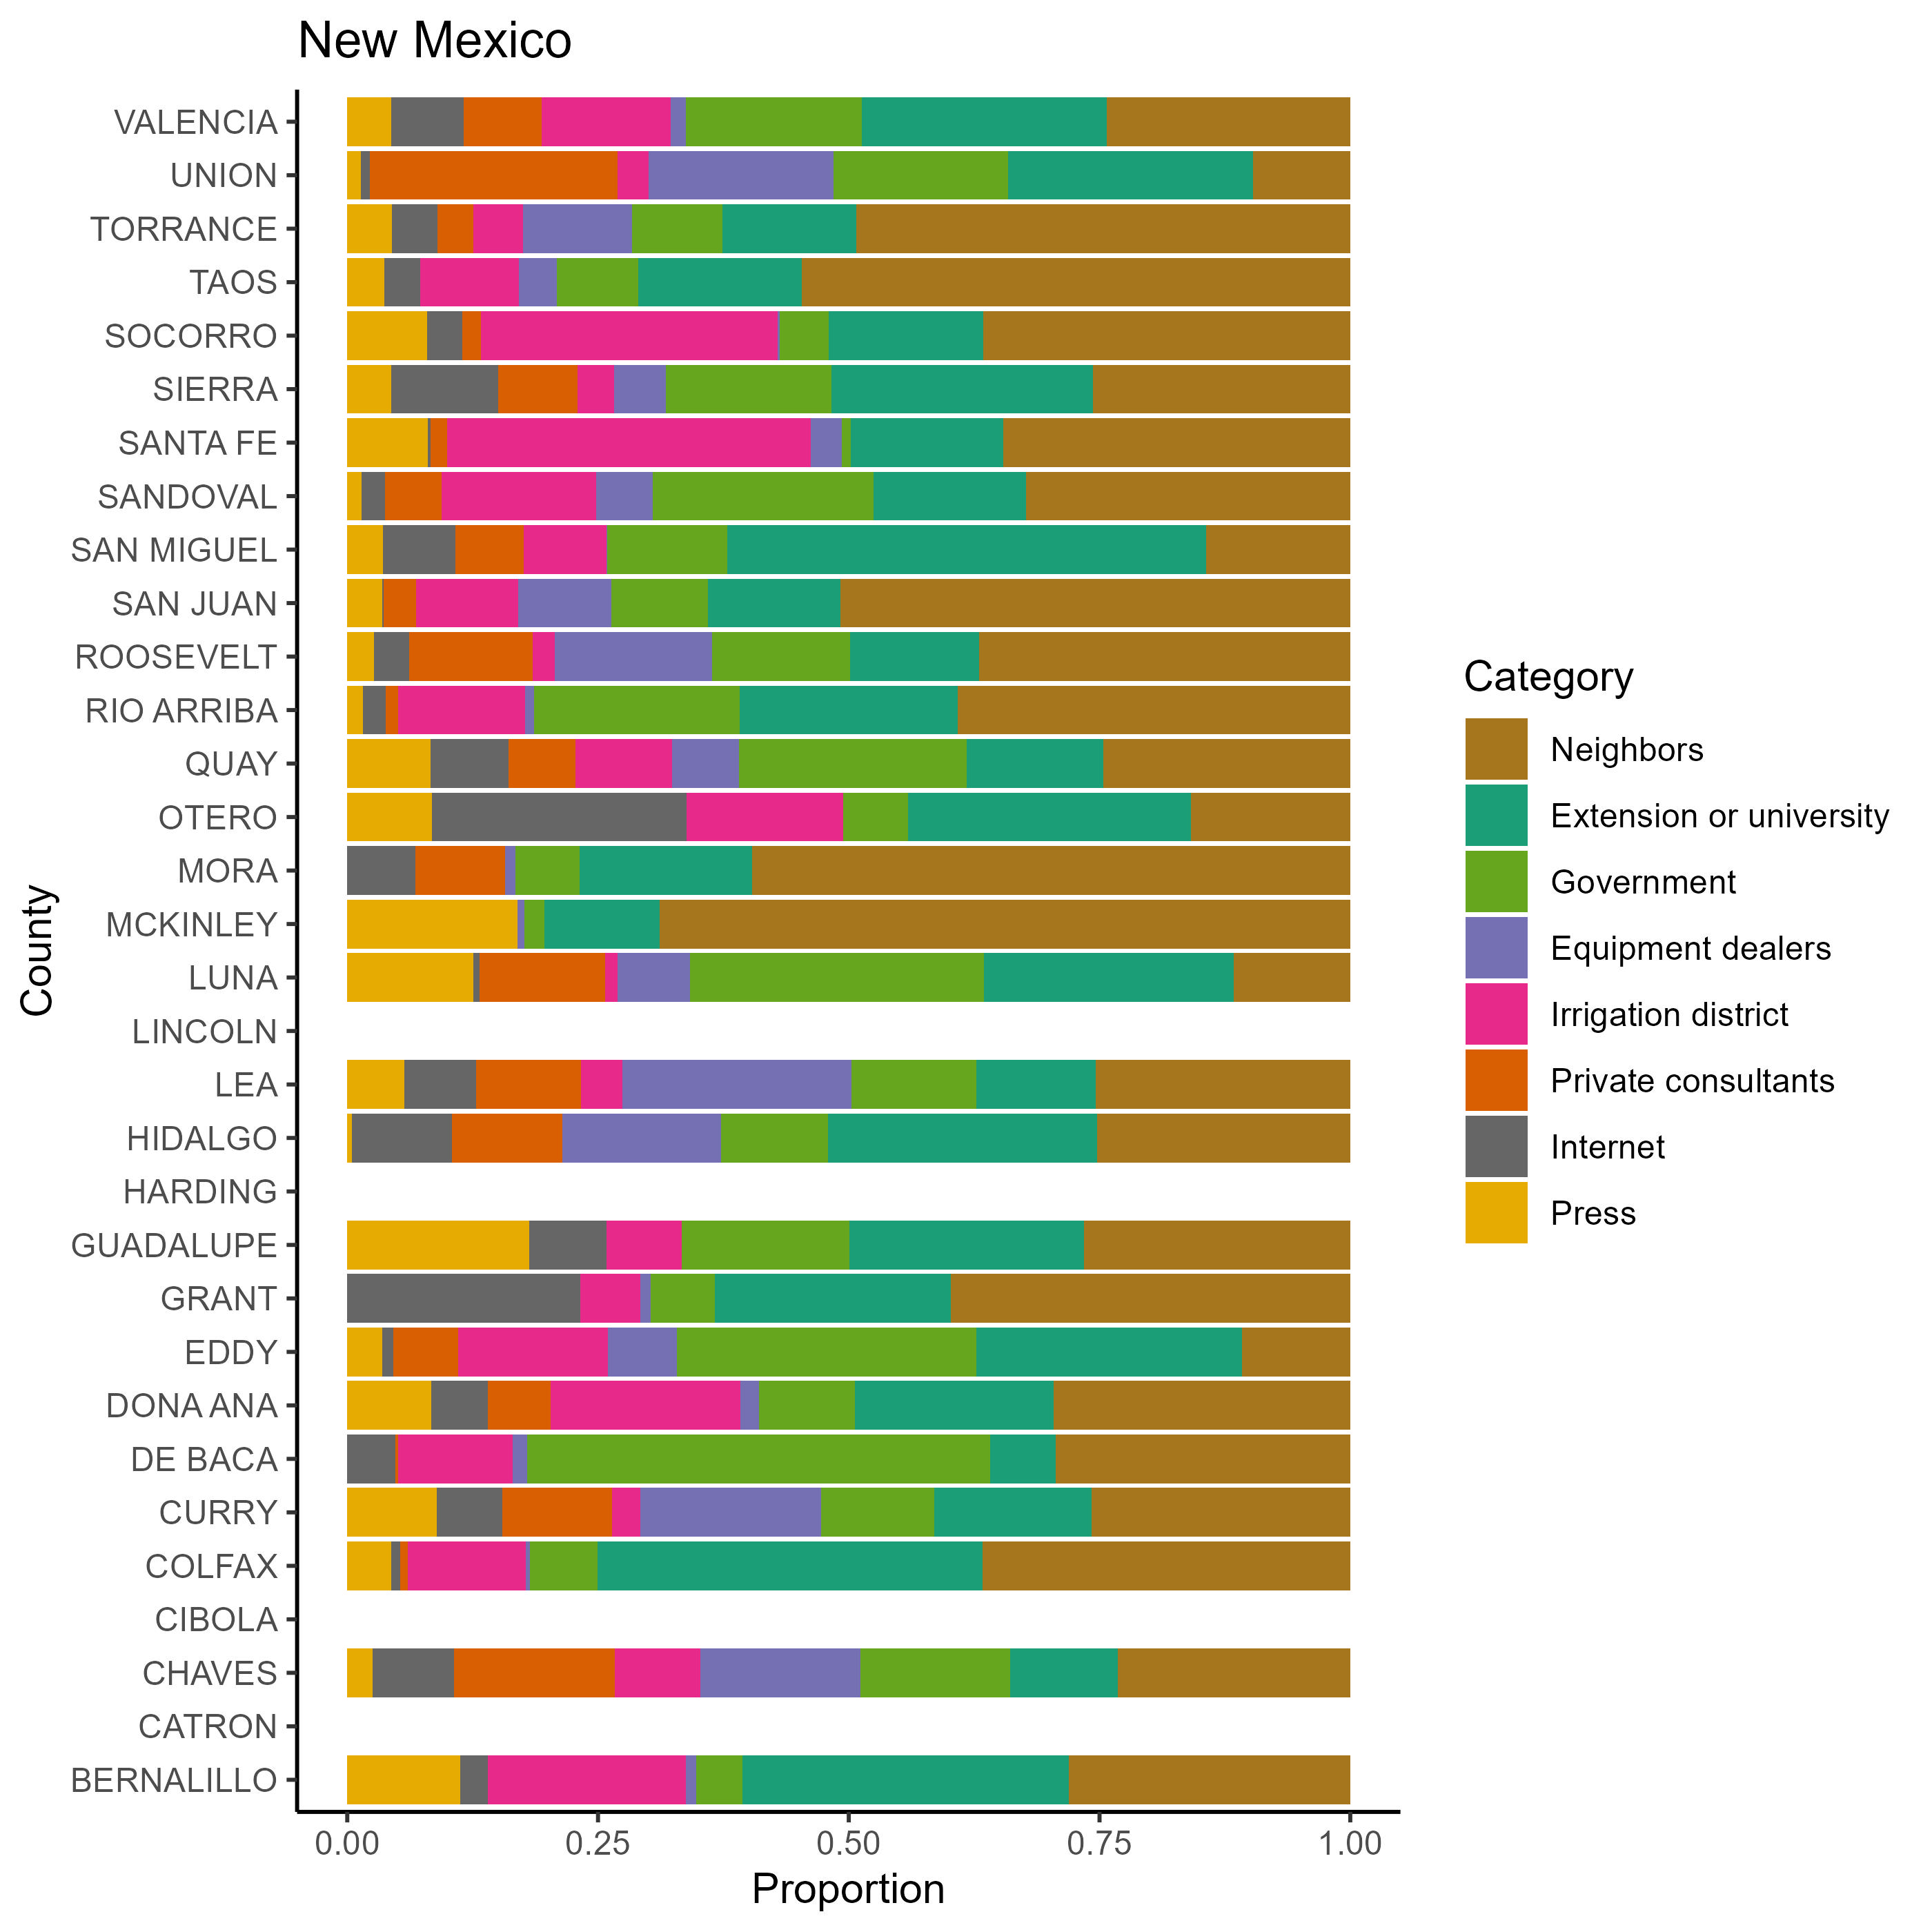 New Mexico
VALENCIA
UNION
TORRANCE
TAOS
SOCORRO
SIERRA
SANTA FE
SANDOVAL
SAN MIGUEL
SAN JUAN
ROOSEVELT
RIO ARRIBA
QUAY
OTERO
MORA
MCKINLEY
LUNA
LINCOLN
LEA
HIDALGO
HARDING
GUADALUPE
GRANT
EDDY
DONA ANA
DE BACA
CURRY
COLFAX
CIBOLA
CHAVES
CATRON
BERNALILLO
County
0.00 0.25 0.50 0.75 1.00
Proportion
Category
Neighbors
Extension or university
Government
Equipment dealers
Irrigation district
Private consultants
Internet
Press